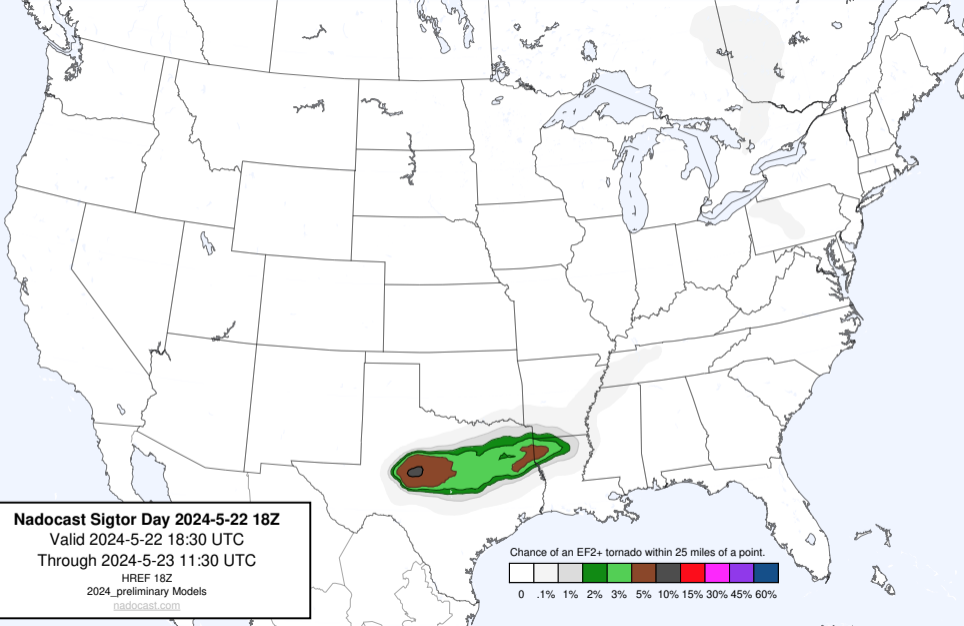 Nadocast Sigtor Day 2024-5-22 18Z
Valid 2024-5-22 18:30 UTC
Through 2024-5-23 11:30 UTC
HREF 18Z
2024_preliminary Models
nadocast.com
Chance of an EF2+ tornado within 25 miles of a point.
0 .1% 1% 2% 3% 5% 10% 15% 30% 45% 60%